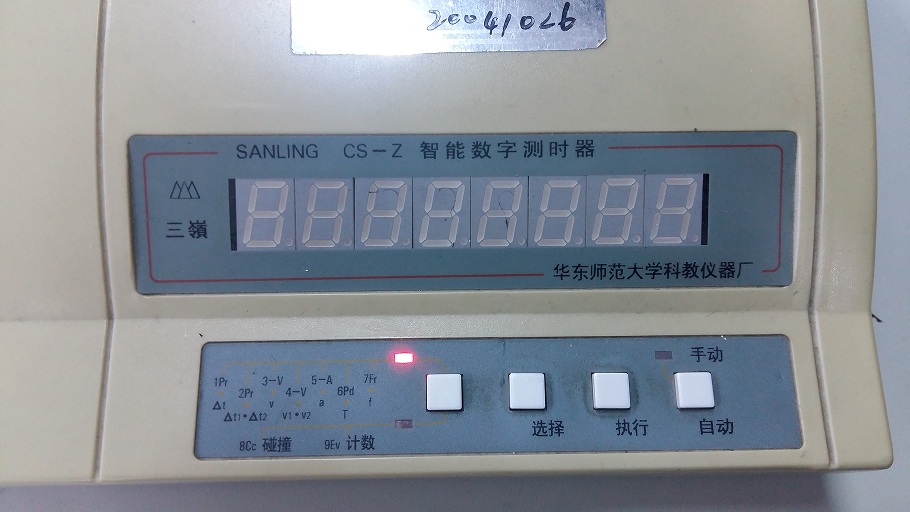 20041026
SANLING CS-Z 智能数字测时器
三嶺
华东师范大学科教仪器厂
手动
1Pr 3-V 5-A 7Fr
2Pr 4-V 6Pd
Δt v a f
Δt1•Δt2 v1•v2 T
8Cc 碰撞 9Ev 计数
选择 执行 自动